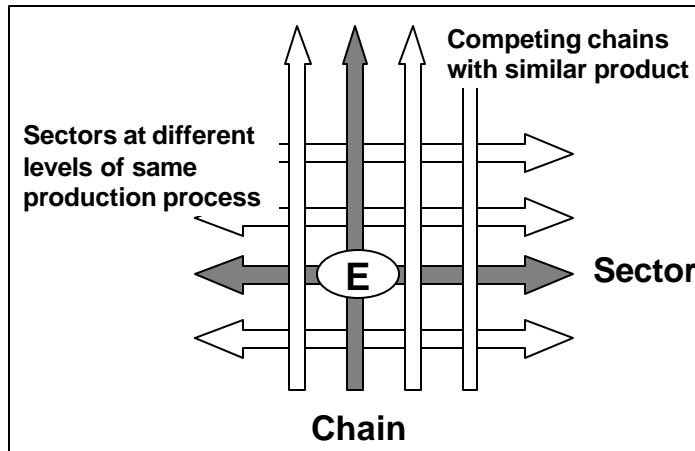 Competing chains
with similar product
Sectors at different
levels of same
production process
E
Sector
Chain